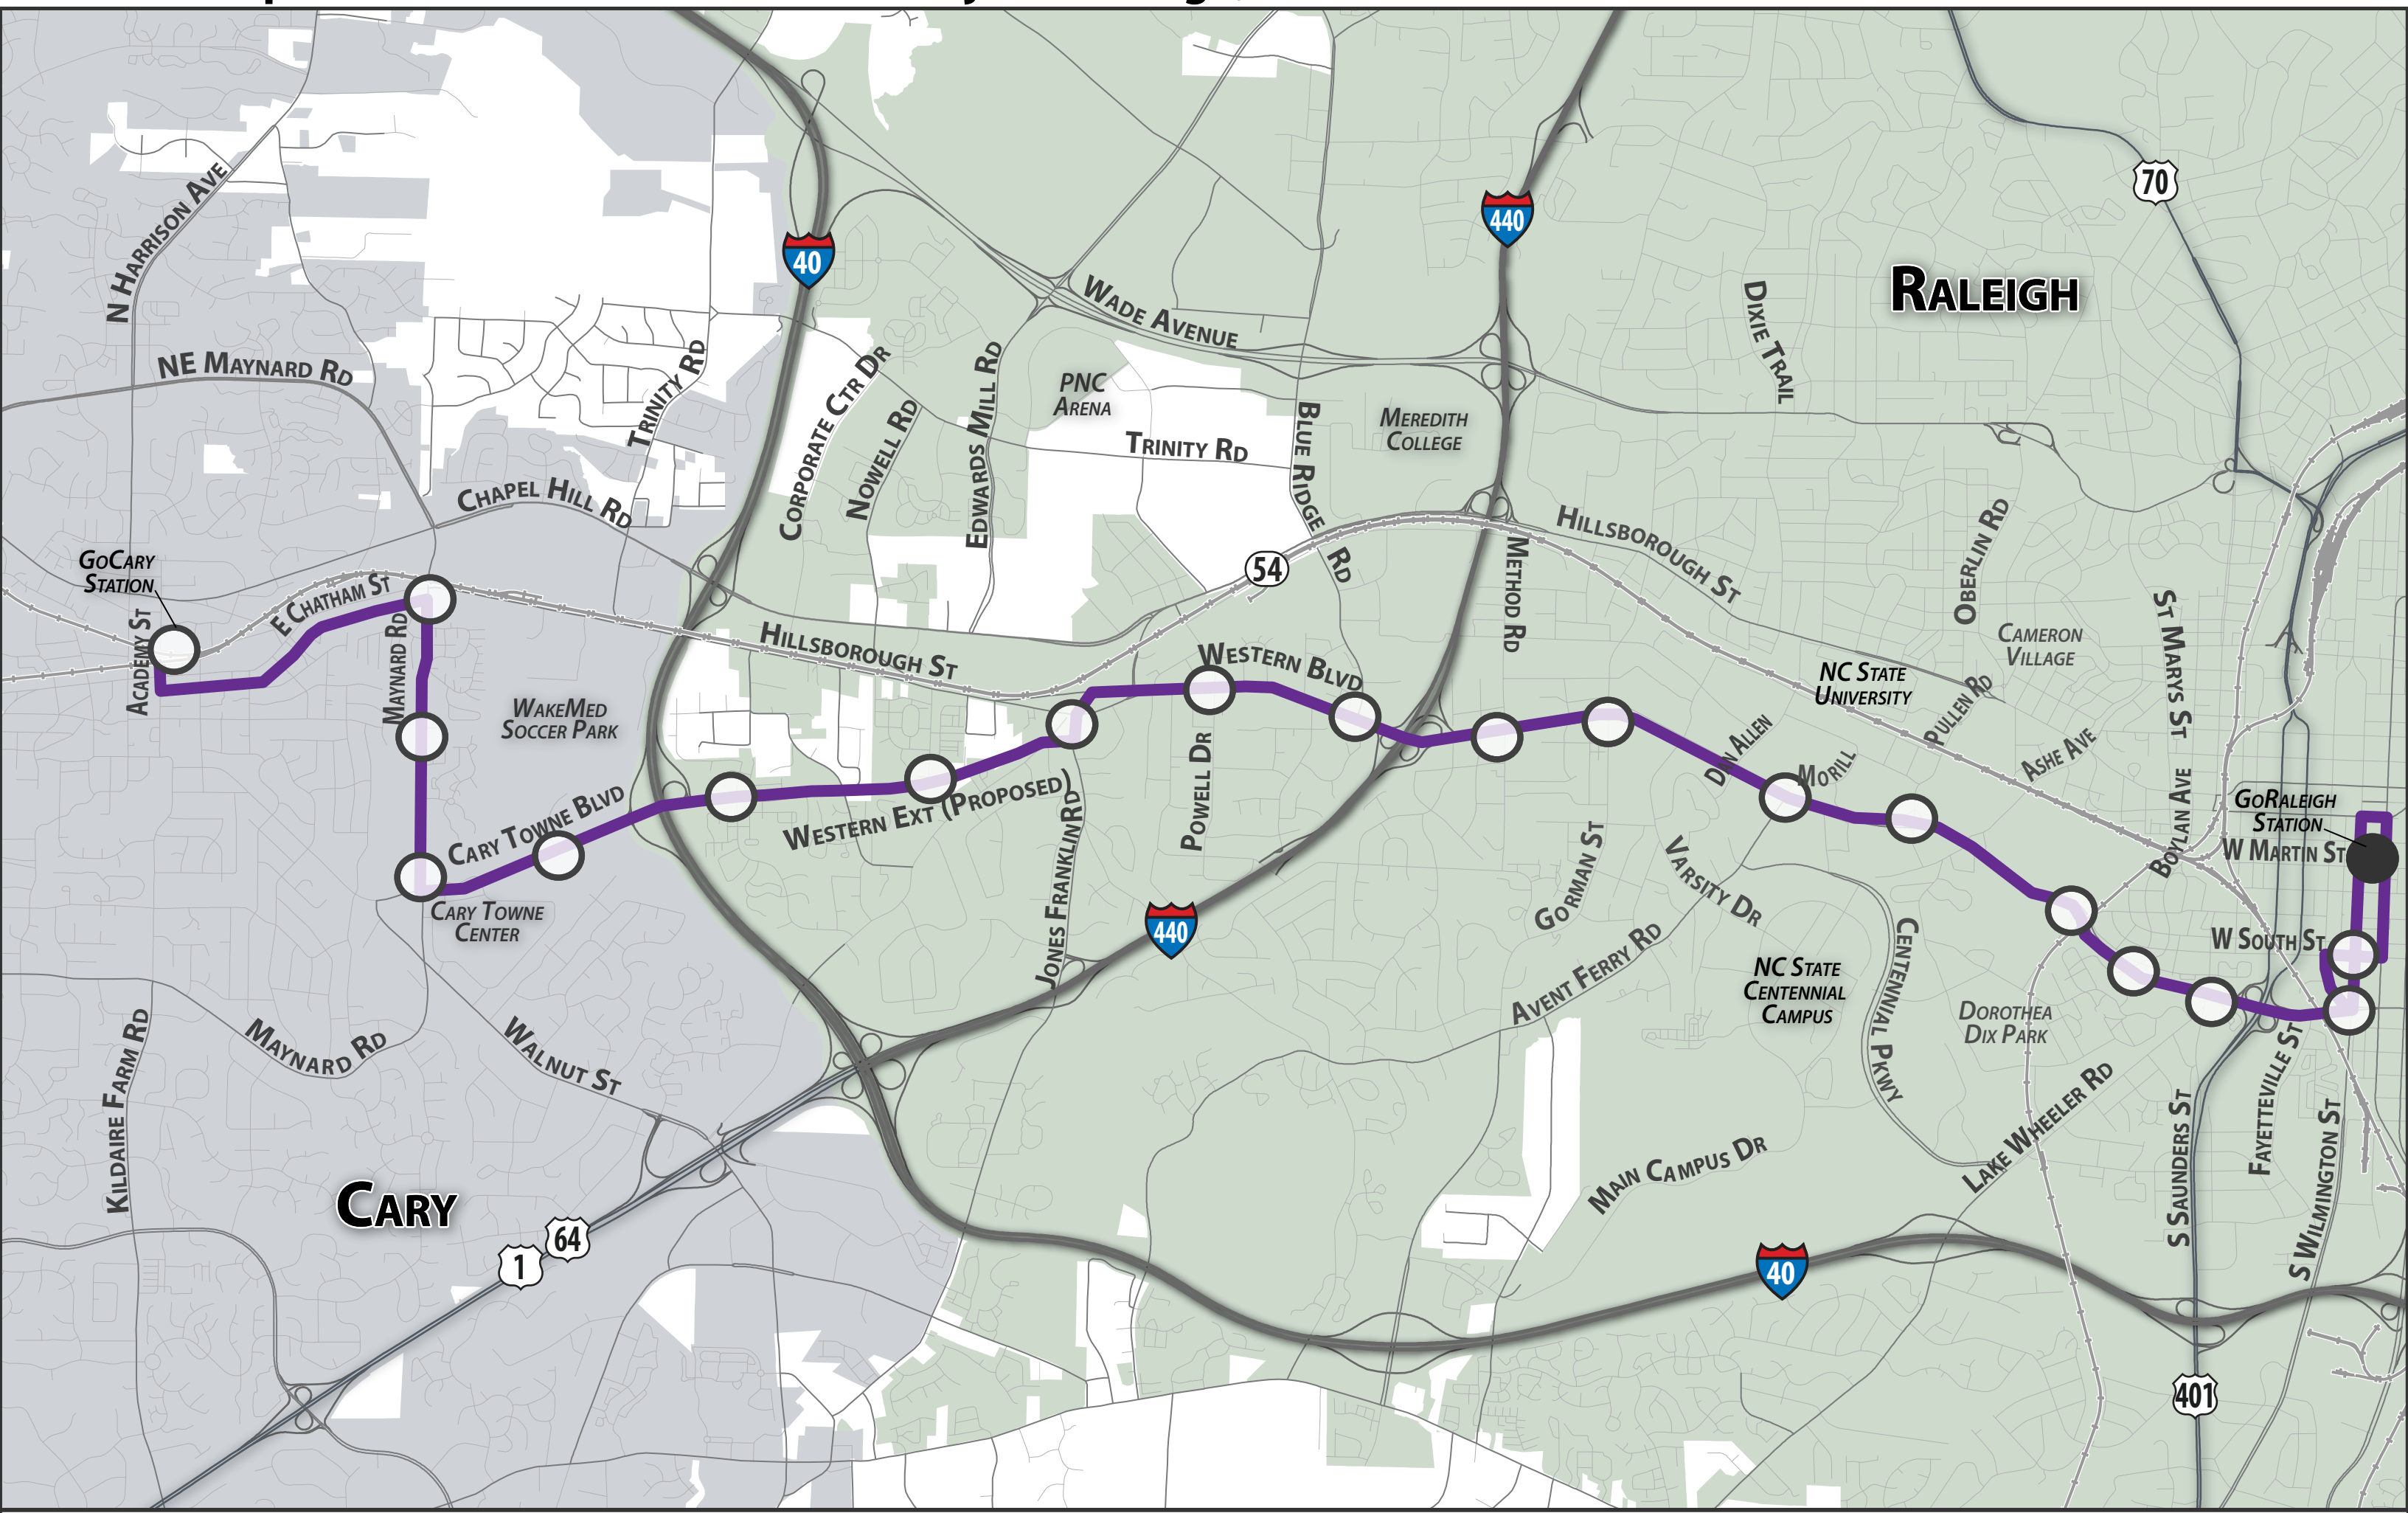 70
440
40
RALEIGH
N HARRISON AVE
WADE AVENUE
DIXIE TRAIL
NE MAYNARD RD
TRINITY RD
CORPORATE CTR DR
NOWELL RD
EDWARDS MILL RD
PNC
ARENA
TRINITY RD
BLUE RIDGE
RD
MEREDITH
COLLEGE
CHAPEL HILL RD
HILLSBOROUGH ST
METHOD RD
OBERLIN RD
54
GOCARY
STATION
E CHATHAM ST
ACADEMY ST
MAYNARD RD
WAKEMED
SOCCER PARK
HILLSBOROUGH ST
WESTERN BLVD
NC STATE
UNIVERSITY
CAMERON
VILLAGE
PULLEN RD
ST MARYS ST
ASHE AVE
DAN ALLEN
MORILL
BOYLAN AVE
GORALEIGH
STATION
W MARTIN ST
CARY TOWNE BLVD
WESTERN EXT (PROPOSED)
POWELL DR
JONES FRANKLIN RD
GORMAN ST
VARSITY DR
CARY TOWNE
CENTER
440
AVENT FERRY RD
NC STATE
CENTENNIAL
CAMPUS
CENTENNIAL PKWY
DOROTHEA
DIX PARK
W SOUTH ST
KILDAIRE FARM RD
MAYNARD RD
WALNUT ST
MAIN CAMPUS DR
LAKE WHEELER RD
S SAUNDERS ST
FAYETTEVILLE ST
S WILMINGTON ST
CARY
64
1
40
401